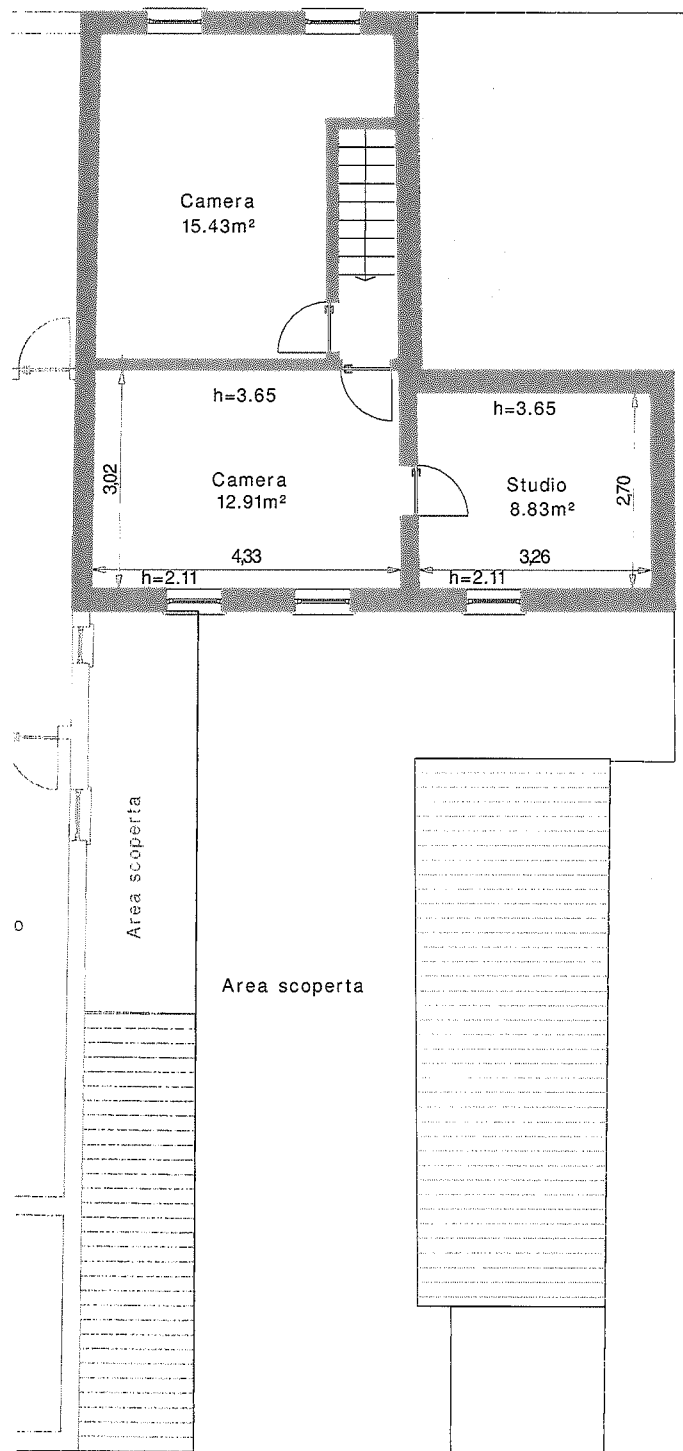 Camera
15.43m²
h=3.65
h=3.65
3,02
Camera
12.91m²
Studio
8.83m²
2,70
4,33
3,26
h=2.11
h=2.11
Area scoperta
o
Area scoperta